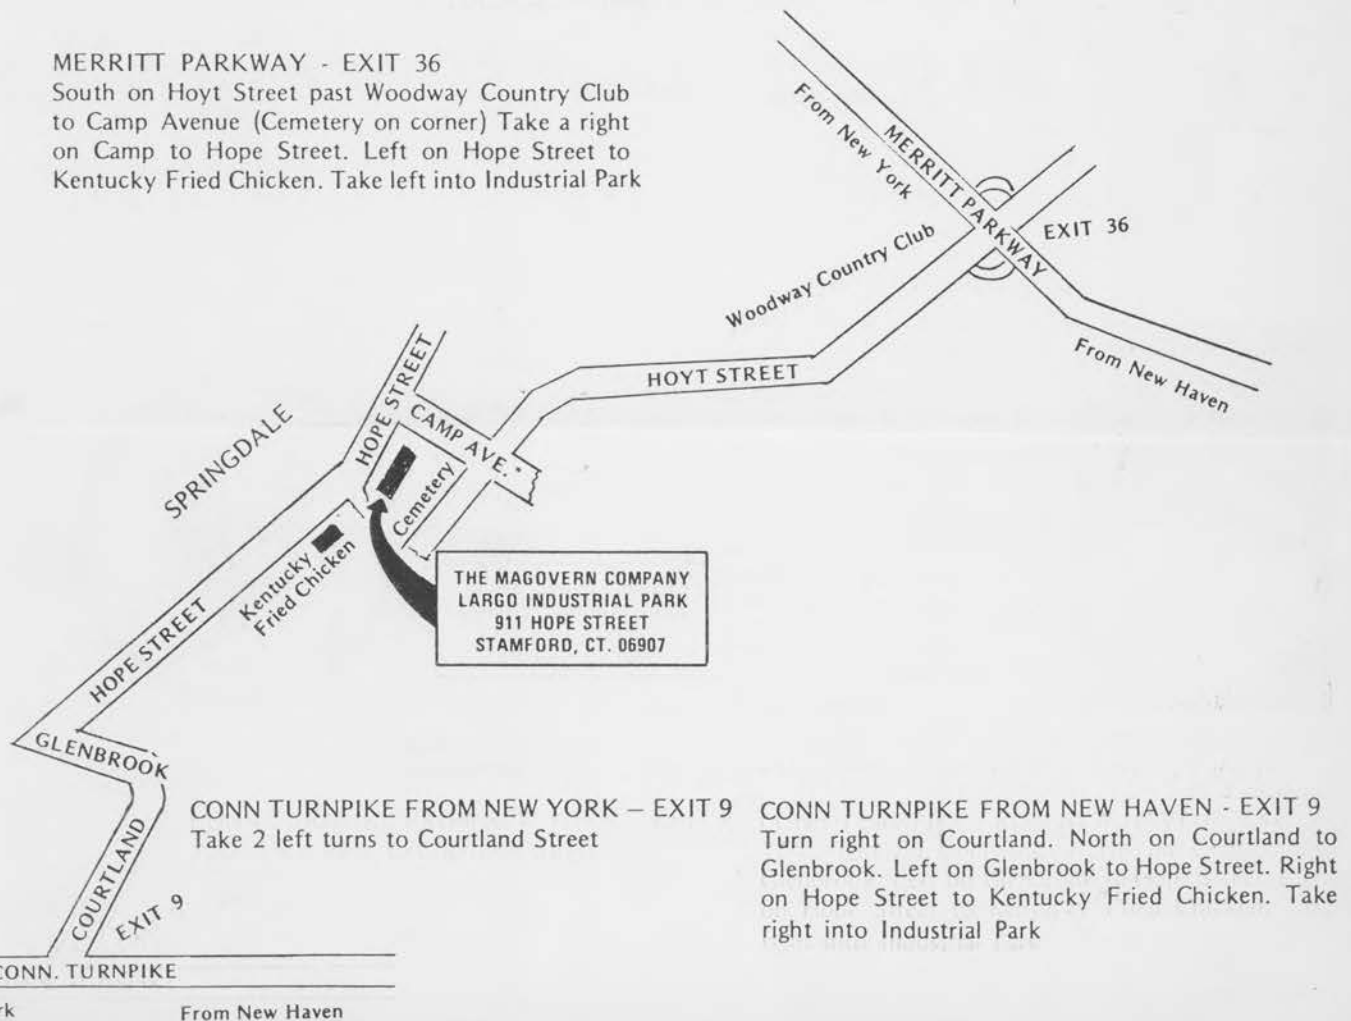 MERRITT PARKWAY - EXIT 36
South on Hoyt Street past Woodway Country Club
to Camp Avenue (Cemetery on corner) Take a right
on Camp to Hope Street. Left on Hope Street to
Kentucky Fried Chicken. Take left into Industrial Park
From New York
MERRITT PARKWAY
EXIT 36
Woodway Country Club
From New Haven
HOYT STREET
HOPE STREET
CAMP AVE.
SPRINGDALE
Cemetery
Kentucky
Fried Chicken
THE MAGOVERN COMPANY
LARGO INDUSTRIAL PARK
911 HOPE STREET
STAMFORD, CT. 06907
HOPE STREET
GLENBROOK
CONN TURNPIKE FROM NEW YORK – EXIT 9
Take 2 left turns to Courtland Street
CONN TURNPIKE FROM NEW HAVEN - EXIT 9
Turn right on Courtland. North on Courtland to
Glenbrook. Left on Glenbrook to Hope Street. Right
on Hope Street to Kentucky Fried Chicken. Take
right into Industrial Park
COURTLAND
EXIT 9
CONN. TURNPIKE
rk
From New Haven